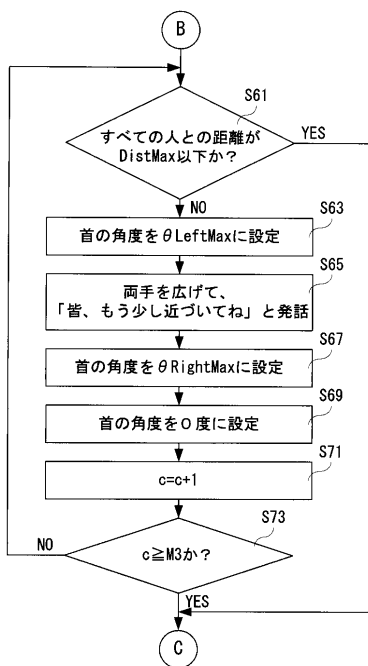 B
S61
すべての人との距離が
DistMax以下か?
YES
NO
S63
首の角度をθLeftMaxに設定
S65
両手を広げて、
「皆、もう少し近づいてね」と発話
S67
首の角度をθRightMaxに設定
S69
首の角度を0度に設定
S71
c=c+1
S73
NO
c≧M3か?
YES
C